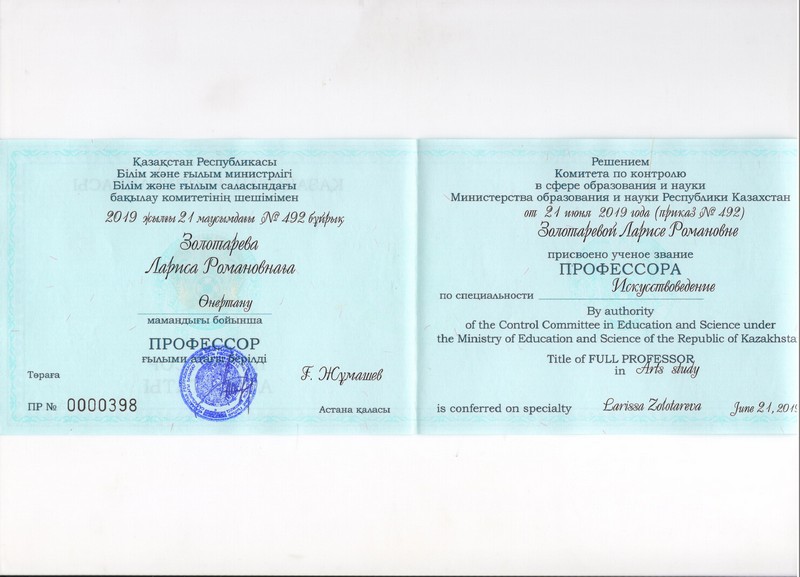 Қазақстан Республикасы
Білім және ғылым министрлігі
Білім және ғылым саласындағы
бақылау комитетінің шешімімен
2019 жылғы 21 маусымдағы № 492 бұйрық
Золотарева
Лариса Романовнаға
Өнертану
мамандығы бойынша
ПРОФЕССОР
ғылыми атағы берілді
Төраға
Ғ. Жұмашев
ПР № 0000398
Астана қаласы
Решением
Комитета по контролю
в сфере образования и науки
Министерства образования и науки Республики Казахстан
от 21 июня 2019 года (приказ № 492)
Золотаревой Ларисе Романовне
присвоено ученое звание
ПРОФЕССОРА
Искусствоведение
по специальности
By authority
of the Control Committee in Education and Science under
the Ministry of Education and Science of the Republic of Kazakhsta
Title of FULL PROFESSOR
in Arts study
is conferred on specialty Larissa Zolotareva June 21, 2019